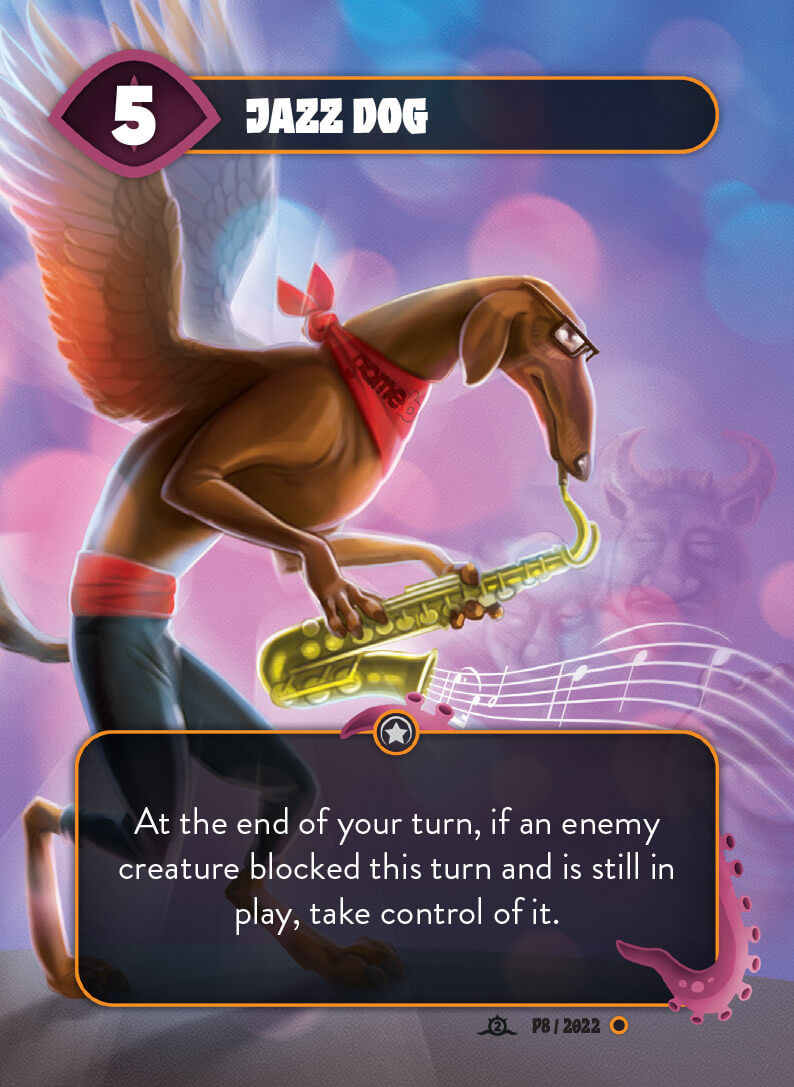 5
JAZZ DOG
gameb
At the end of your turn, if an enemy
creature blocked this turn and is still in
play, take control of it.
2
P8 / 2022